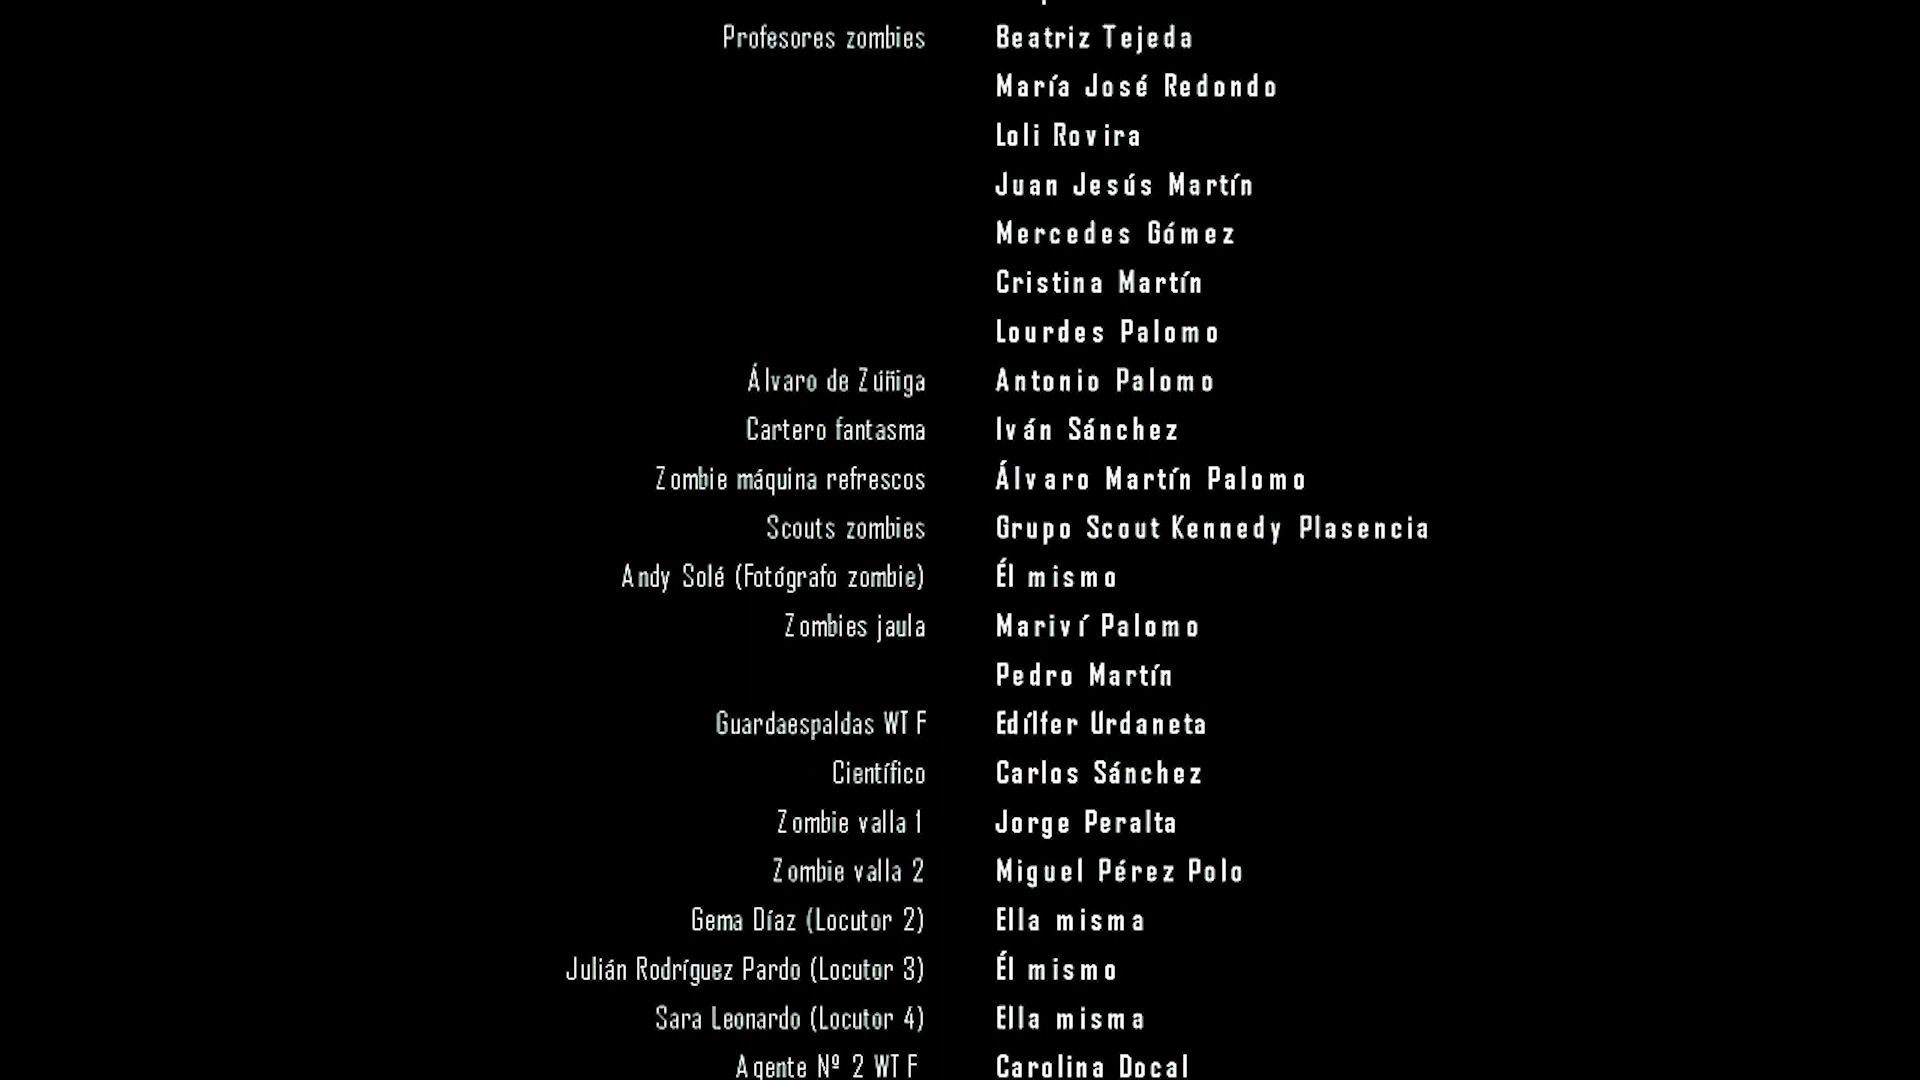 Profesores zombies Beatriz Tejeda
María José Redondo
Loli Rovira
Juan Jesús Martín
Mercedes Gómez
Cristina Martín
Lourdes Palomo
Álvaro de Zúñiga Antonio Palomo
Cartero fantasma Iván Sánchez
Zombie máquina refrescos Álvaro Martín Palomo
Scouts zombies Grupo Scout Kennedy Plasencia
Andy Solé (Fotógrafo zombie) Él mismo
Zombies jaula Mariví Palomo
Pedro Martín
Guardaespaldas WTF Edílfer Urdaneta
Científico Carlos Sánchez
Zombie valla 1 Jorge Peralta
Zombie valla 2 Miguel Pérez Polo
Gema Díaz (Locutor 2) Ella misma
Julián Rodríguez Pardo (Locutor 3) Él mismo
Sara Leonardo (Locutor 4) Ella misma
Agente Nº 2 WTF Carolina Docal